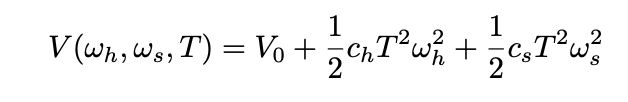 V(ω_h, ω_s, T) = V_0 + \frac{1}{2} c_h T^2 ω_h^2 + \frac{1}{2} c_s T^2 ω_s^2